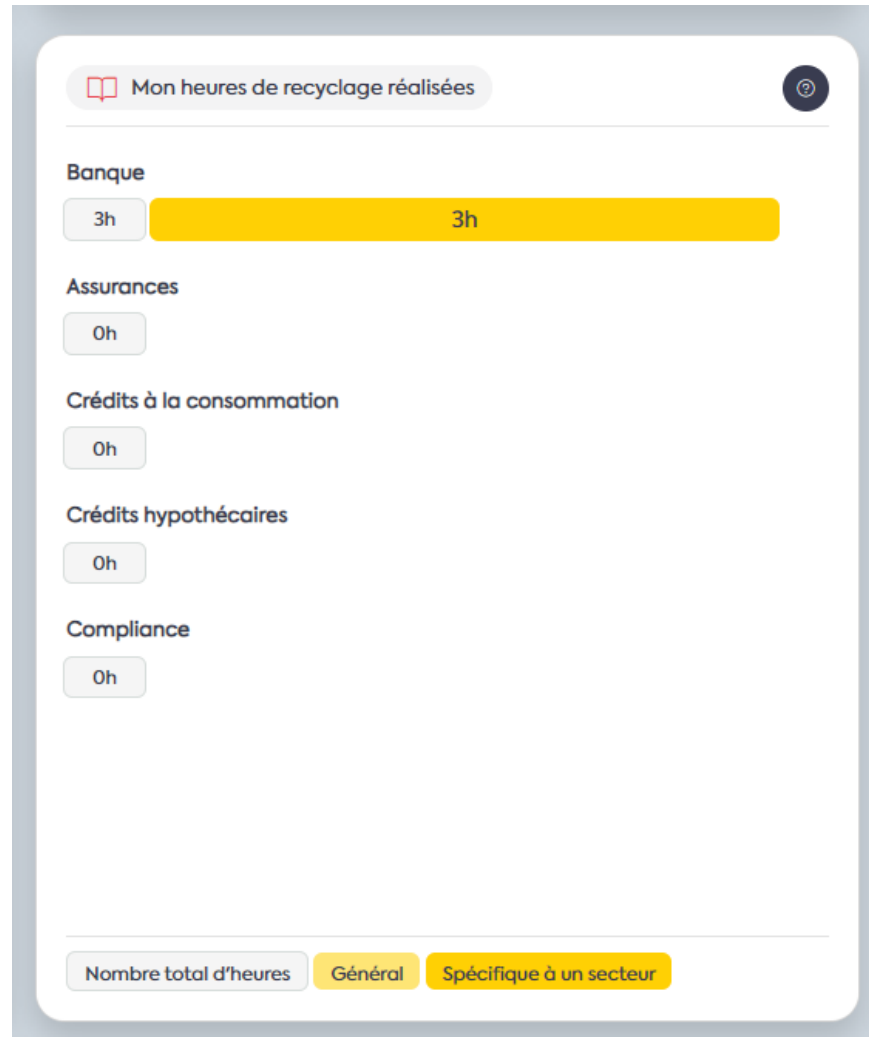 Mon heures de recyclage réalisées
Banque
3h 3h
Assurances
0h
Crédits à la consommation
0h
Crédits hypothécaires
0h
Compliance
0h
Nombre total d'heures Général Spécifique à un secteur